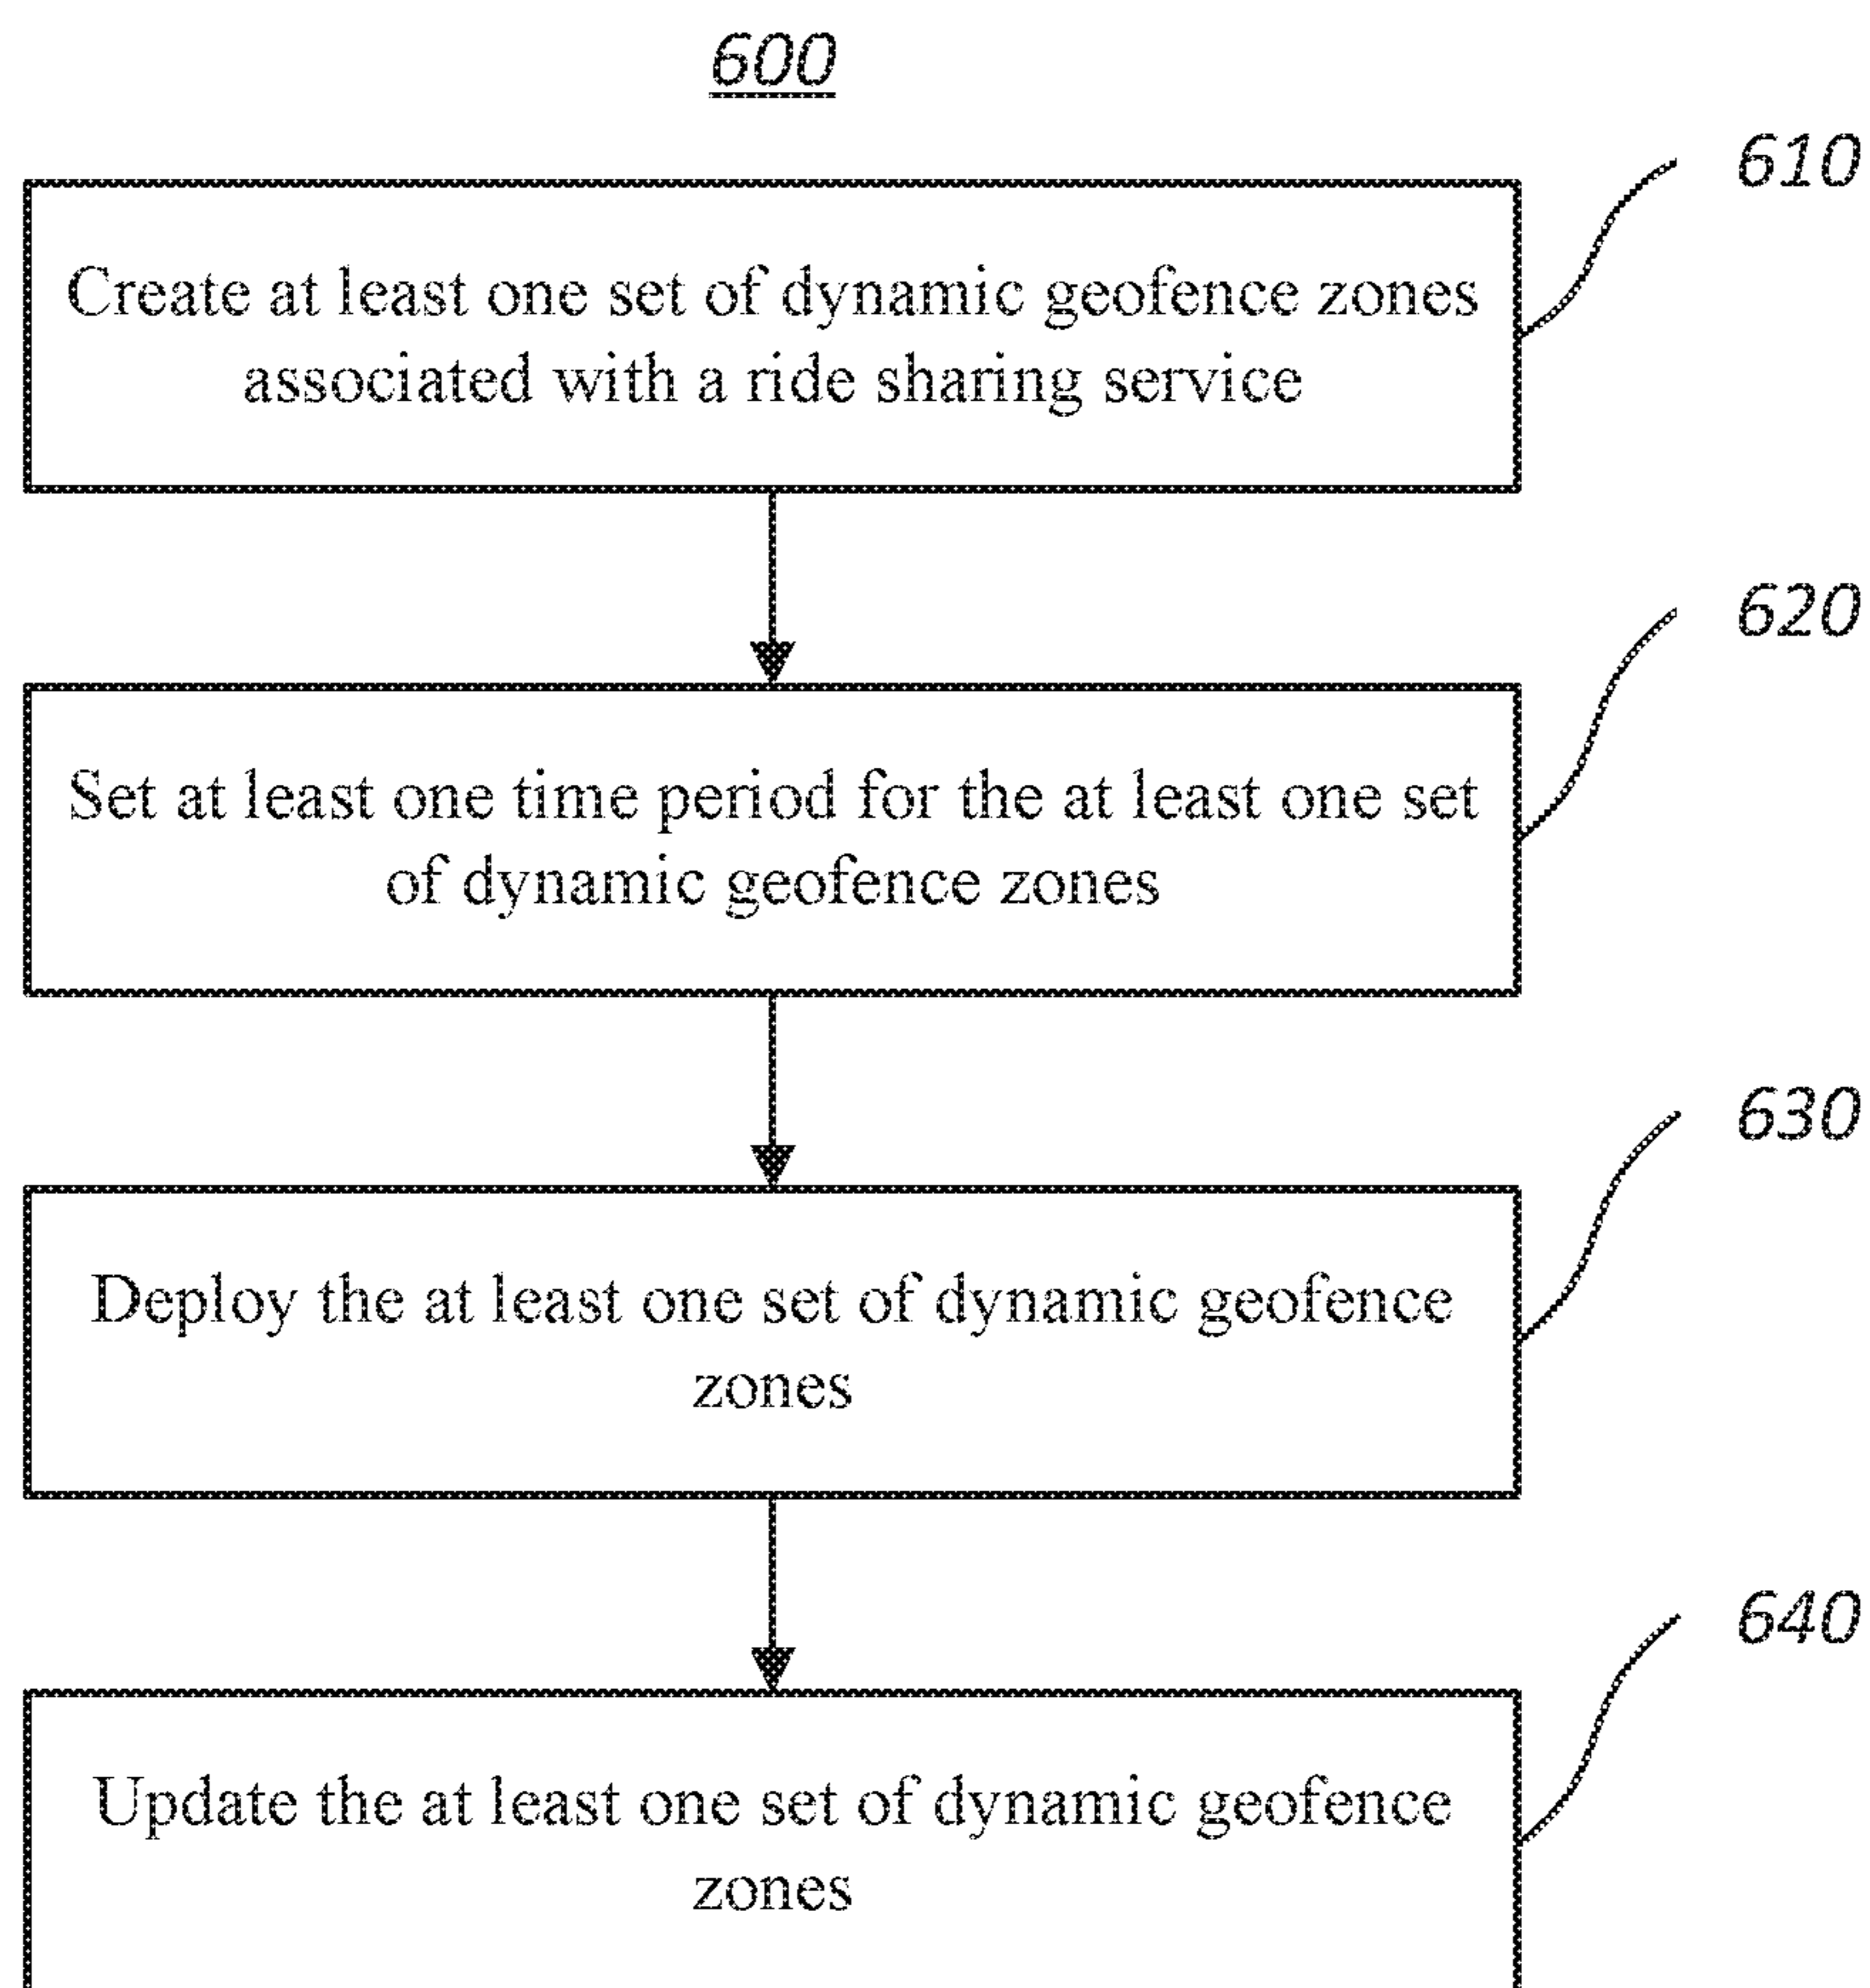 600
610
Create at least one set of dynamic geofence zones
associated with a ride sharing service
620
Set at least one time period for the at least one set
of dynamic geofence zones
630
Deploy the at least one set of dynamic geofence
zones
640
Update the at least one set of dynamic geofence
zones